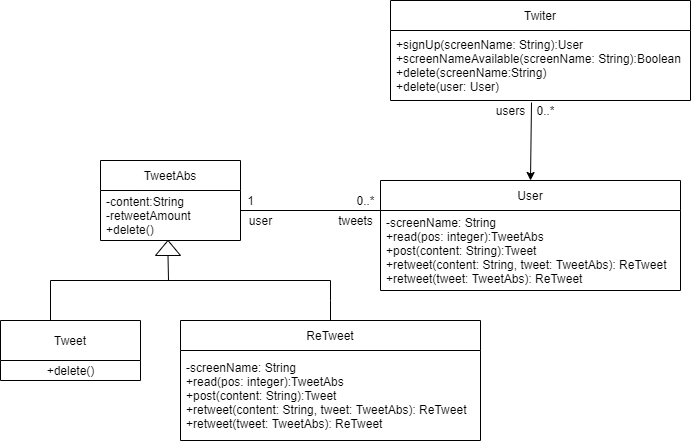 Twiter
+signUp(screenName: String):User
+screenNameAvailable(screenName: String):Boolean
+delete(screenName:String)
+delete(user: User)
users 0..*
TweetAbs
-content:String
-retweetAmount
+delete()
1 0..*
user tweets
User
-screenName: String
+read(pos: integer):TweetAbs
+post(content: String):Tweet
+retweet(content: String, tweet: TweetAbs): ReTweet
+retweet(tweet: TweetAbs): ReTweet
Tweet
+delete()
ReTweet
-screenName: String
+read(pos: integer):TweetAbs
+post(content: String):Tweet
+retweet(content: String, tweet: TweetAbs): ReTweet
+retweet(tweet: TweetAbs): ReTweet